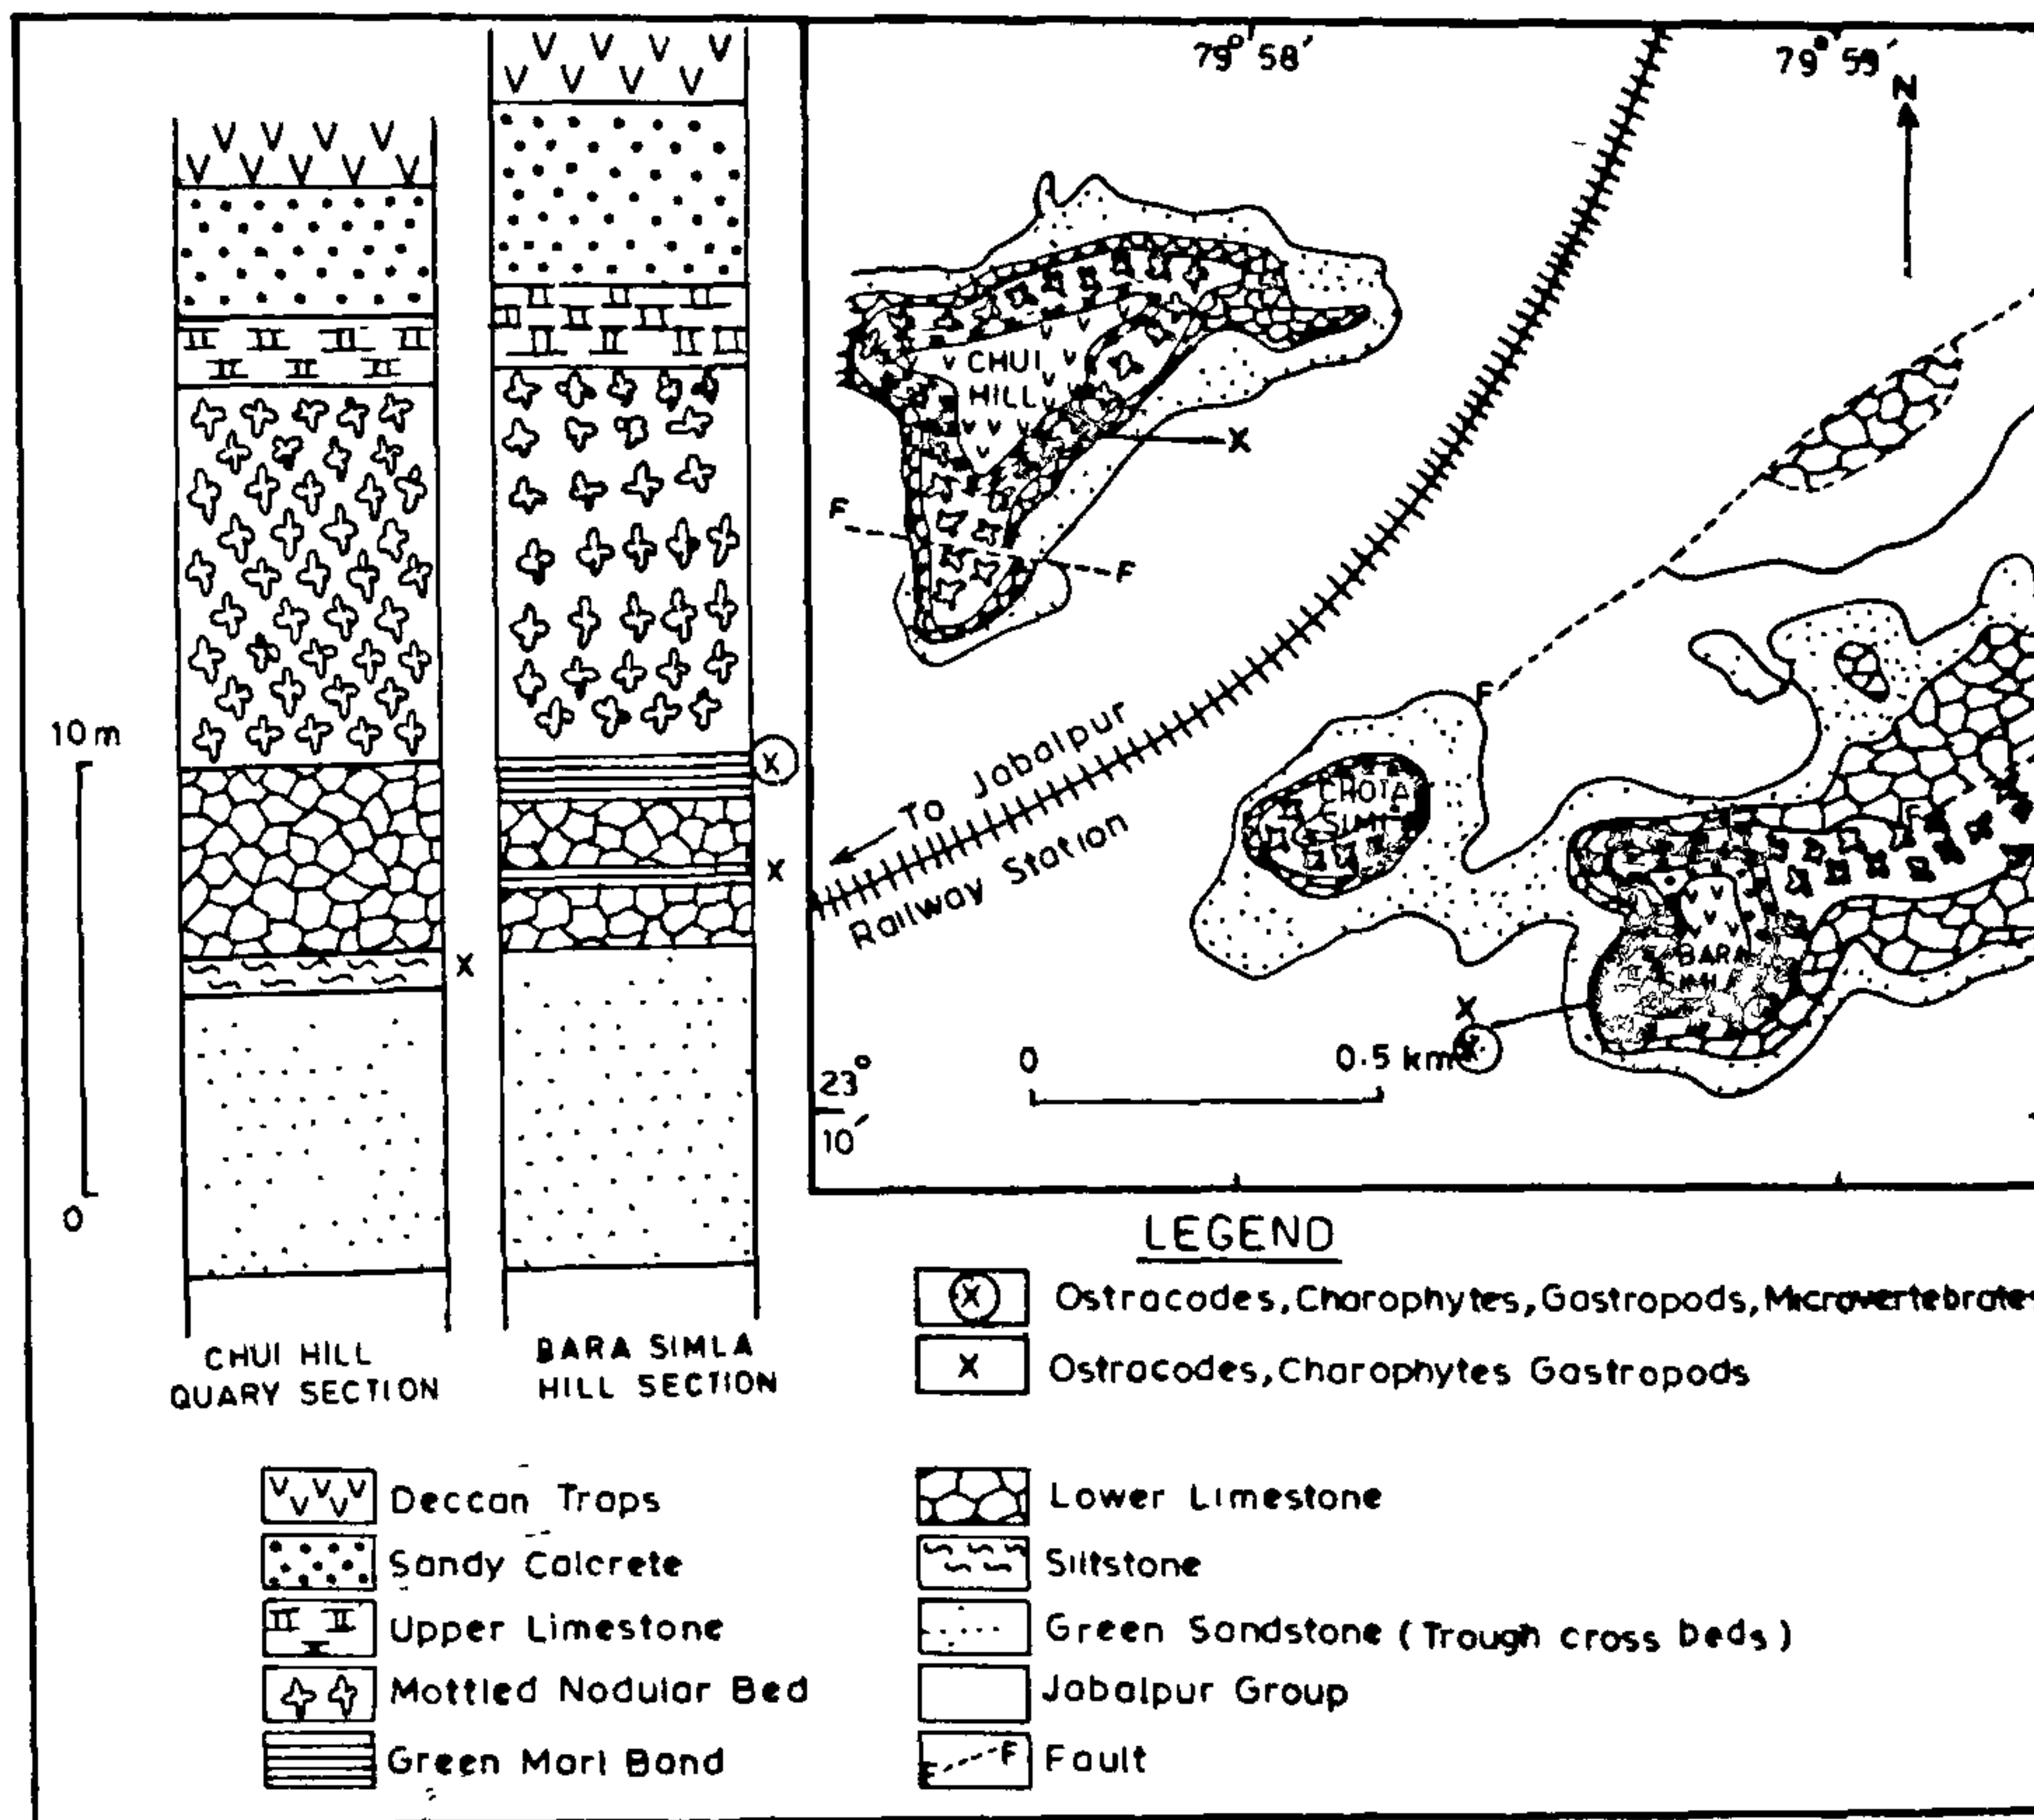 79° 58′
79° 59′
N
CHUI
HILL
X
F
F
F
10 m
X
X
X
0
To Jabalpur
Railway Station
CHOTA
F
BARA
X
0
0.5 km
23°
10′
CHUI HILL
QUARY SECTION
BARA SIMLA
HILL SECTION
LEGEND
X Ostracodes, Charophytes, Gastropods, Microvertebrates
X Ostracodes, Charophytes Gastropods
Deccan Traps
Sandy Calcrete
Upper Limestone
Mottled Nodular Bed
Green Marl Band
Lower Limestone
Siltstone
Green Sandstone (Trough cross beds)
Jabalpur Group
F F Fault